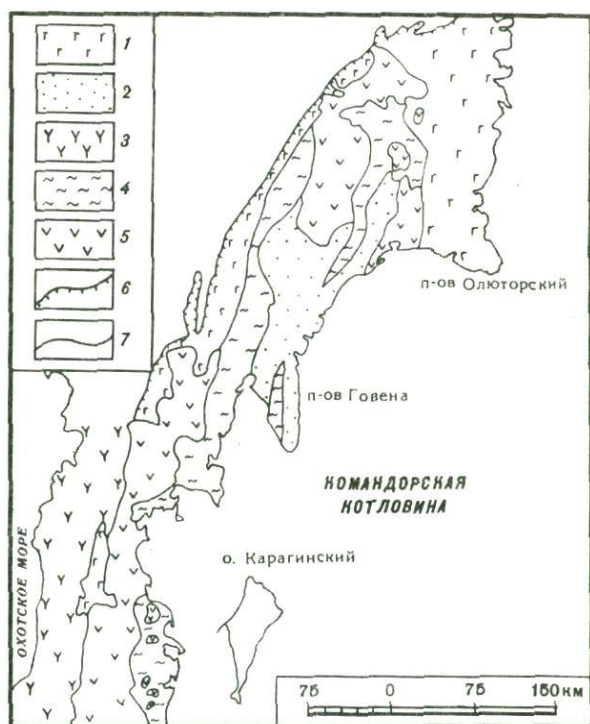 1
2
3
4
5
6
7
п-ов Олюторский
п-ов Говена
КОМАНДОРСКАЯ
КОТЛОВИНА
о. Карагинский
ОХОТСКОЕ МОРЕ
75 0 75 150 км